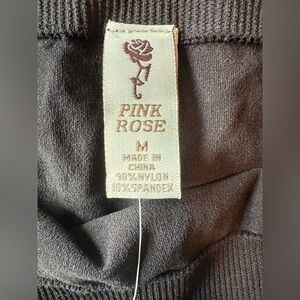 PINK
ROSE
M
MADE IN
CHINA
90%NYLON
10%SPANDEX